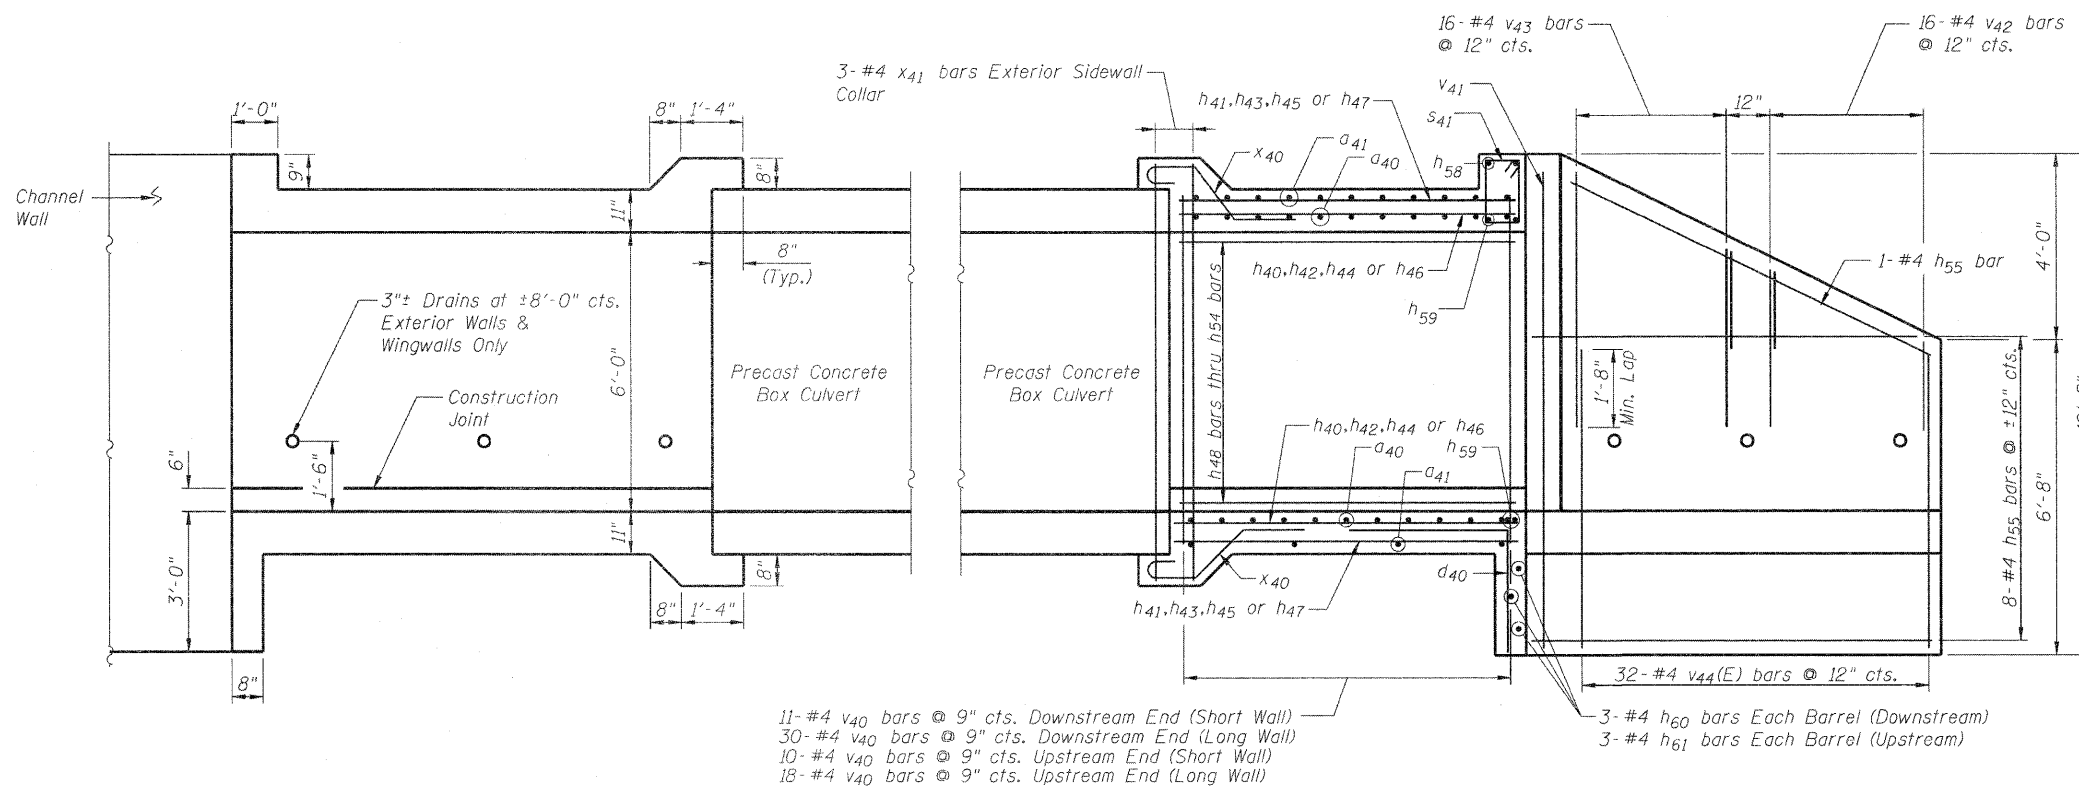 16-#4 v43 bars
@ 12" cts.
16-#4 v42 bars
@ 12" cts.
3-#4 x41 bars Exterior Sidewall
Collar
v41
12"
1'-0"
8"
1'-4"
h41,h43,h45 or h47
s41
a41
x40
a40
h58
9"
8"
Channel
Wall
11"
8"
(Typ.)
h40,h42,h44 or h46
1-#4 h55 bar
4'-0"
h59
3"± Drains at ±8'-0" cts.
Exterior Walls &
Wingwalls Only
6'-0"
h48 bars thru h54 bars
Precast Concrete
Box Culvert
Precast Concrete
Box Culvert
1'-8"
Min. Lap
Construction
Joint
h40,h42,h44 or h46
a40
h59
a41
6"
1'-6"
8-#4 h55 bars @ ±12" cts.
6'-8"
11"
3'-0"
8"
x40
d40
8"
1'-4"
h41,h43,h45 or h47
8"
32-#4 v44(E) bars @ 12" cts.
11-#4 v40 bars @ 9" cts. Downstream End (Short Wall)
30-#4 v40 bars @ 9" cts. Downstream End (Long Wall)
10-#4 v40 bars @ 9" cts. Upstream End (Short Wall)
18-#4 v40 bars @ 9" cts. Upstream End (Long Wall)
3-#4 h60 bars Each Barrel (Downstream)
3-#4 h61 bars Each Barrel (Upstream)